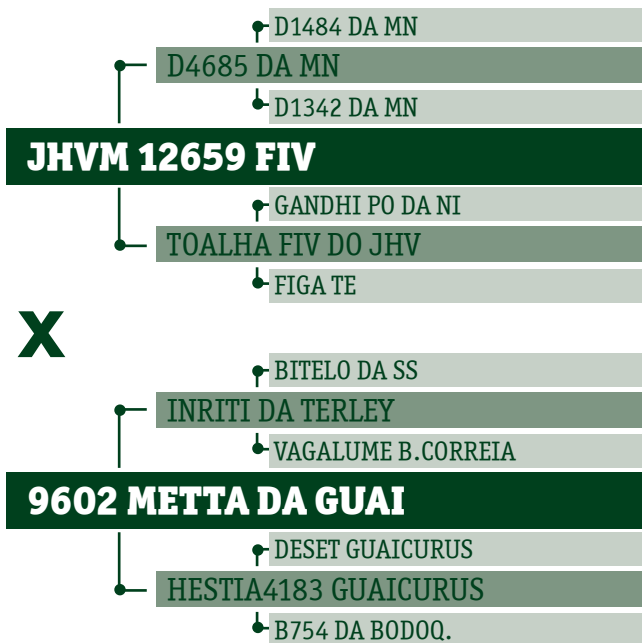 D1484 DA MN
D4685 DA MN
D1342 DA MN
JHVM 12659 FIV
GANDHI PO DA NI
TOALHA FIV DO JHV
FIGA TE
X
BITELO DA SS
INRITI DA TERLEY
VAGALUME B.CORREIA
9602 METTA DA GUAI
DESET GUAICURUS
HESTIA4183 GUAICURUS
B754 DA BODOQ.